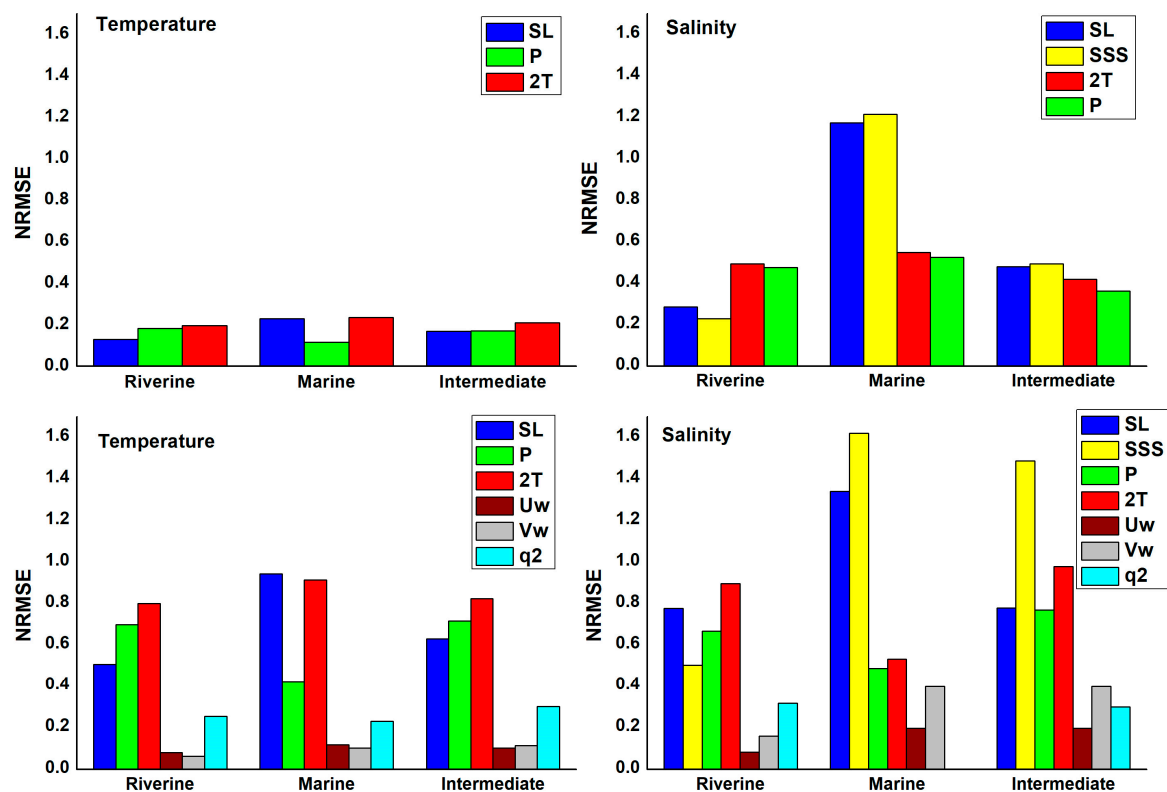 Temperature
SL
P
2T
NRMSE
1.6
1.4
1.2
1.0
0.8
0.6
0.4
0.2
0.0
Riverine Marine Intermediate
Salinity
SL
SSS
2T
P
NRMSE
1.6
1.4
1.2
1.0
0.8
0.6
0.4
0.2
0.0
Riverine Marine Intermediate
Temperature
SL
P
2T
Uw
Vw
q2
NRMSE
1.6
1.4
1.2
1.0
0.8
0.6
0.4
0.2
0.0
Riverine Marine Intermediate
Salinity
SL
SSS
P
2T
Uw
Vw
q2
NRMSE
1.6
1.4
1.2
1.0
0.8
0.6
0.4
0.2
0.0
Riverine Marine Intermediate